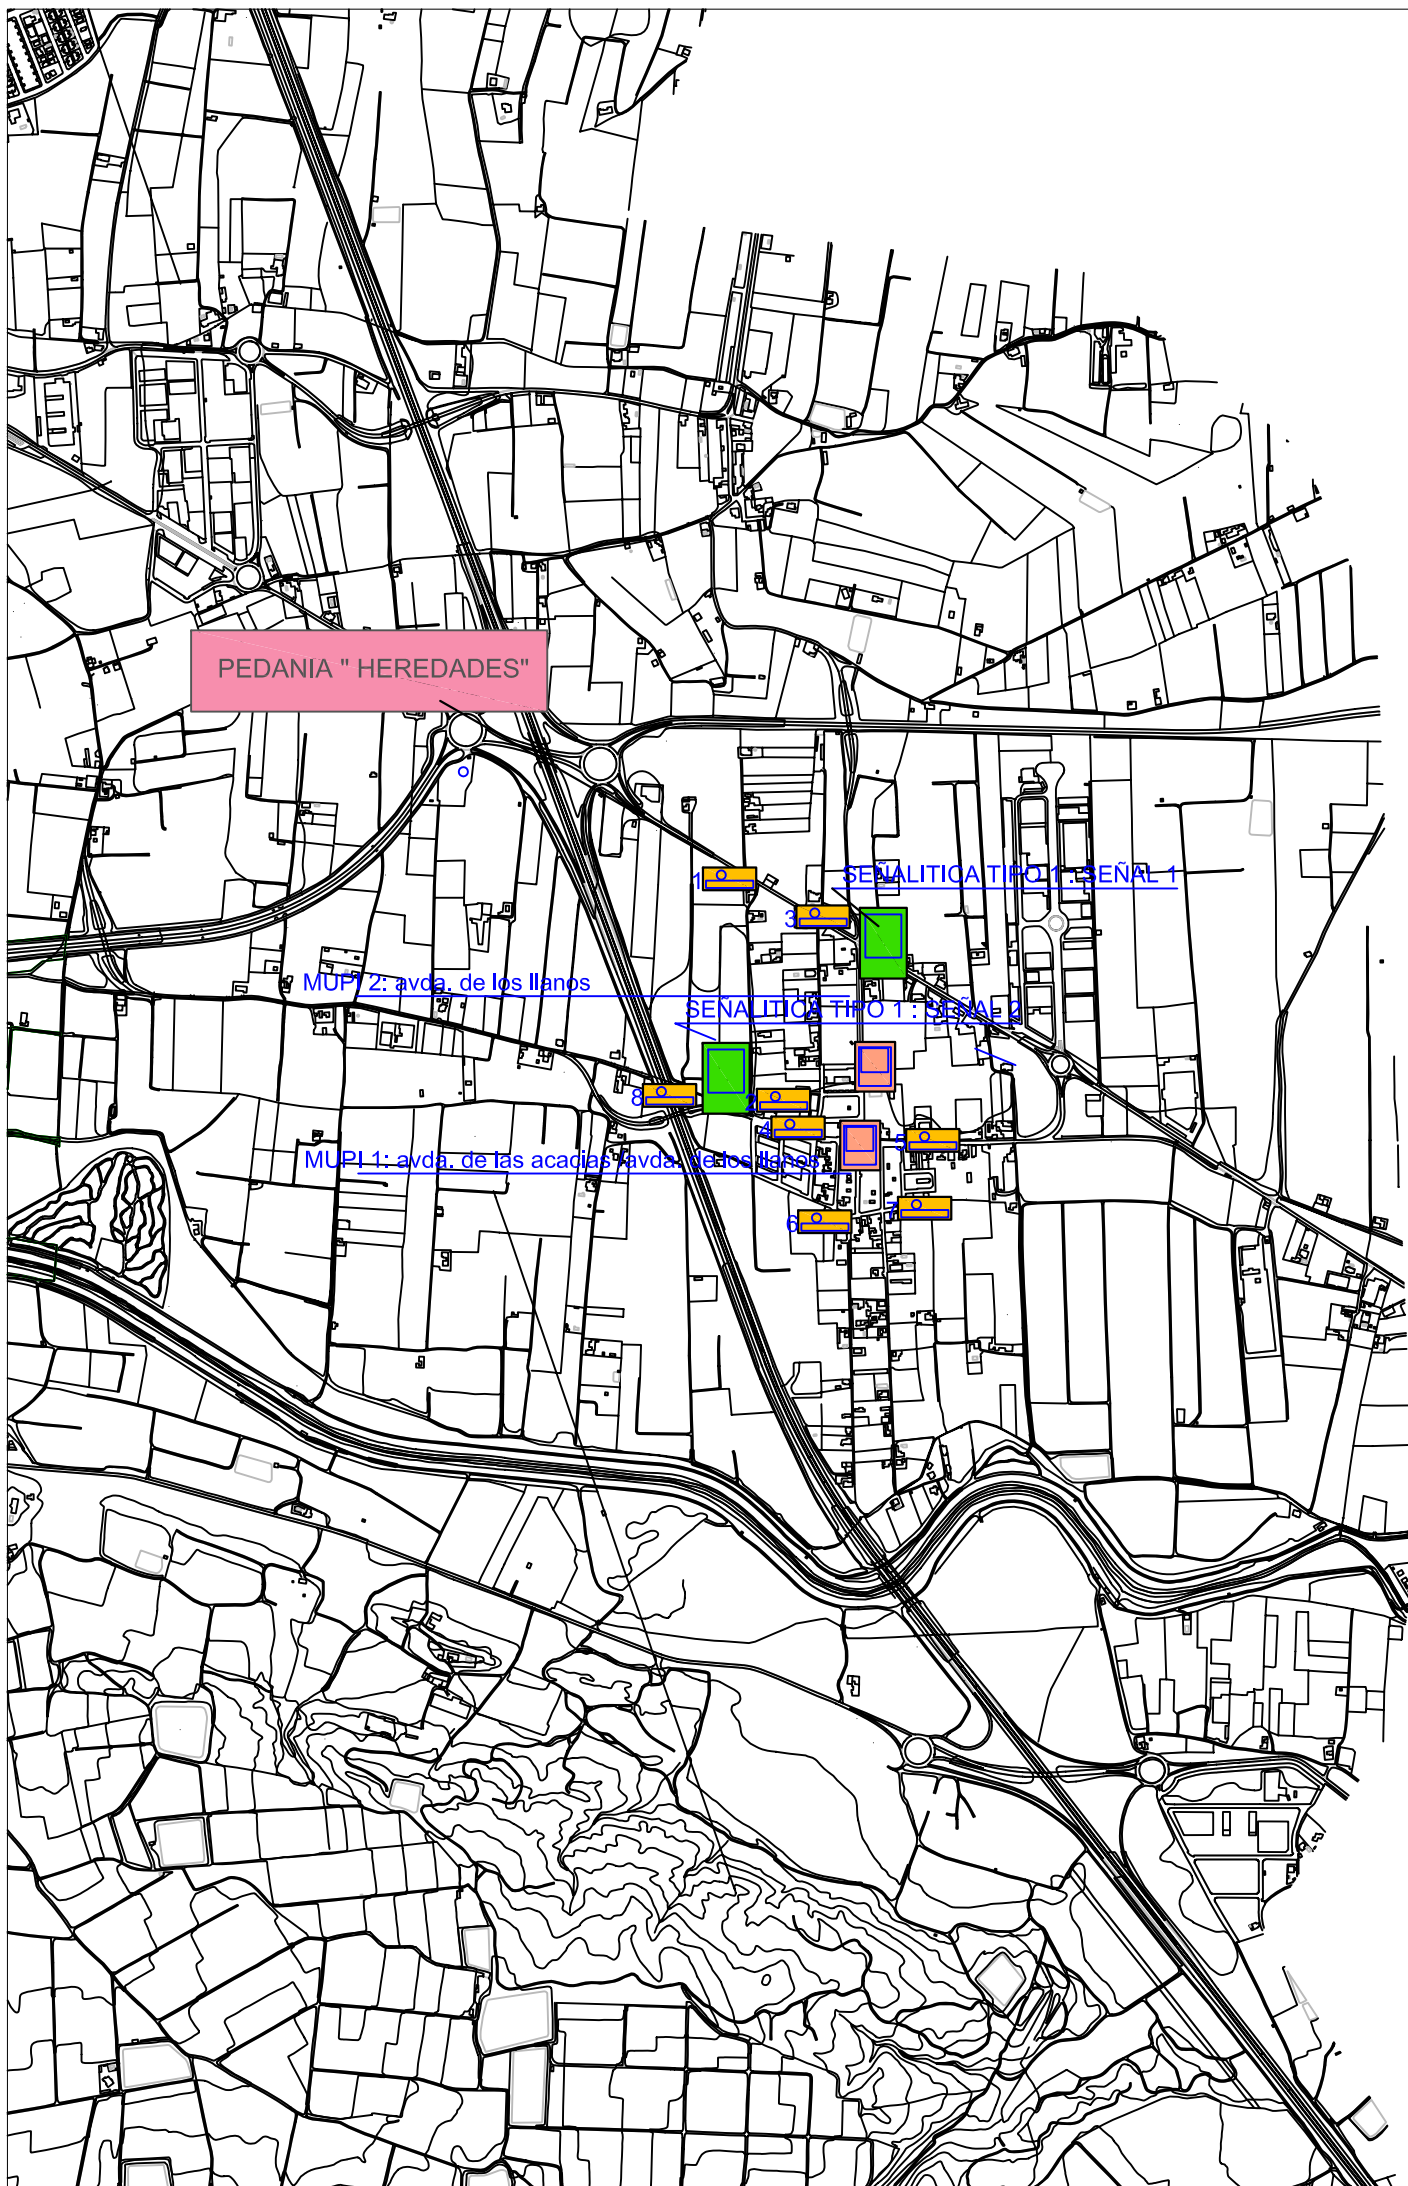 PEDANIA " HEREDADES"
SEÑALITICA TIPO 1 : SEÑAL 1
1
3
MUPI 2: avda. de los llanos
SEÑALITICA TIPO 1 : SEÑAL 2
8
2
4
5
MUPI 1: avda. de las acacias /avda. de los llanos
7
6